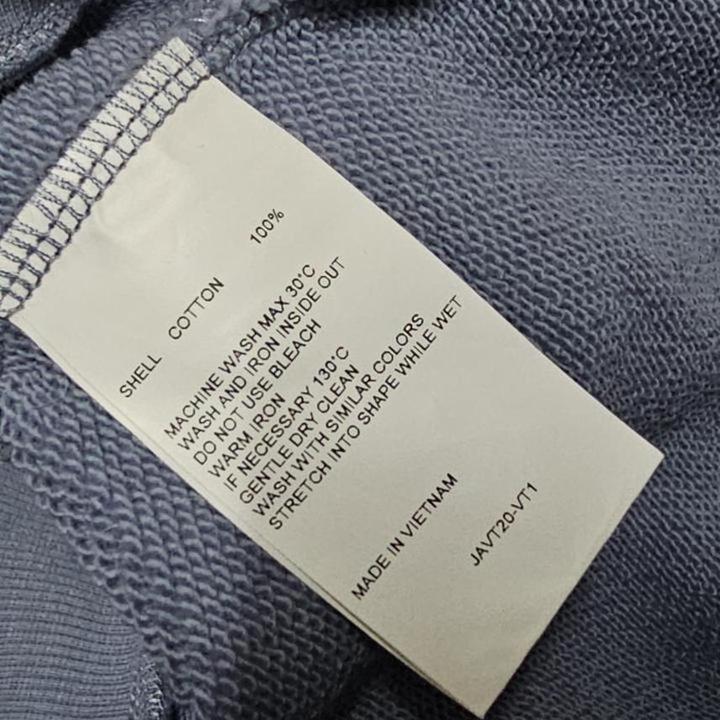 SHELL COTTON 100%
MACHINE WASH MAX 30°C
WASH AND IRON INSIDE OUT
DO NOT USE BLEACH
WARM IRON
IF NECESSARY 130°C
GENTLE DRY CLEAN
WASH WITH SIMILAR COLORS
STRETCH INTO SHAPE WHILE WET
MADE IN VIETNAM
JAVT20-VT1